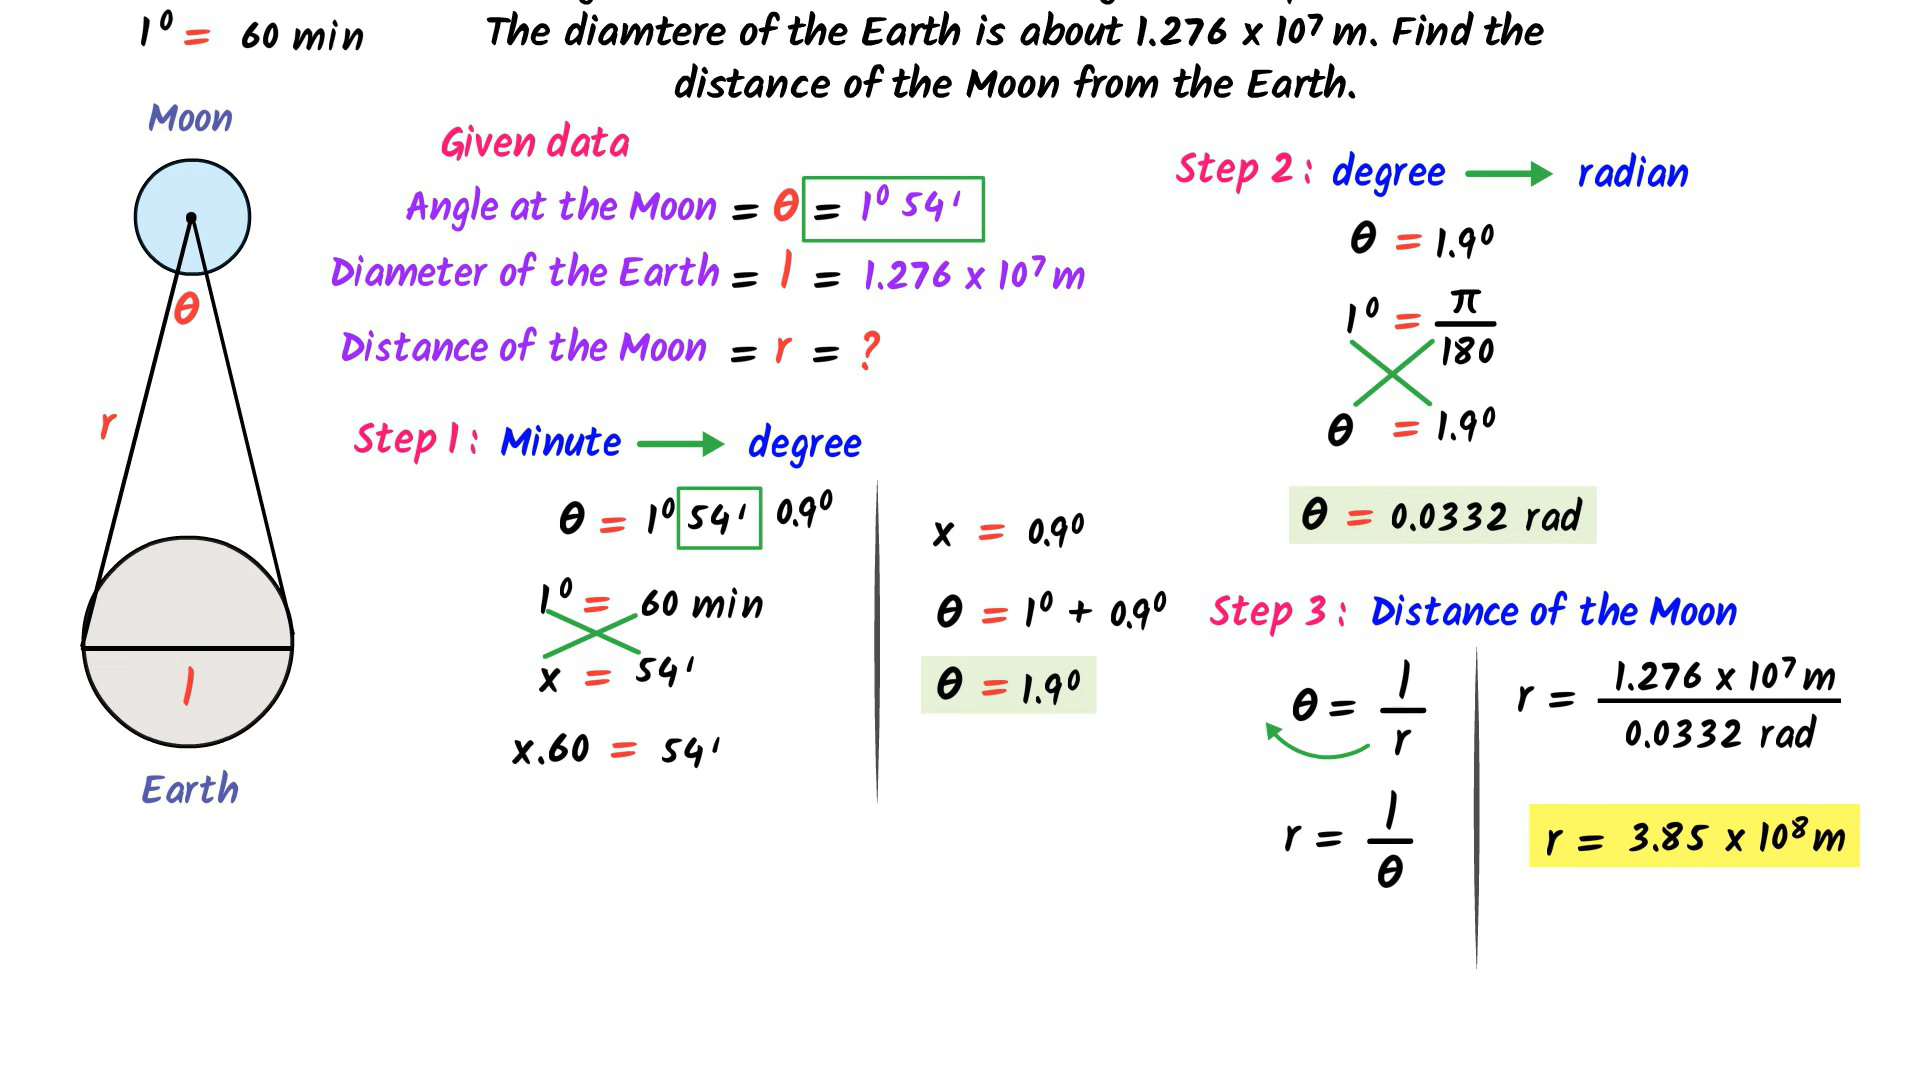 1⁰ = 60 min
The diamtere of the Earth is about 1.276 x 10⁷ m. Find the
distance of the Moon from the Earth.
Moon
θ
r
l
Earth
Given data
Angle at the Moon = θ = 1⁰ 54'
Diameter of the Earth = l = 1.276 x 10⁷ m
Distance of the Moon = r = ?
Step 1 : Minute degree
θ = 1⁰ 54' 0.9⁰
1⁰ = 60 min
x = 54'
x.60 = 54'
x = 0.9⁰
θ = 1⁰ + 0.9⁰
θ = 1.9⁰
Step 2 : degree radian
θ = 1.9⁰
1⁰ = π
180
θ = 1.9⁰
θ = 0.0332 rad
Step 3 : Distance of the Moon
θ = l
r
r = l
θ
r = 1.276 x 10⁷ m
0.0332 rad
r = 3.85 x 10⁸ m